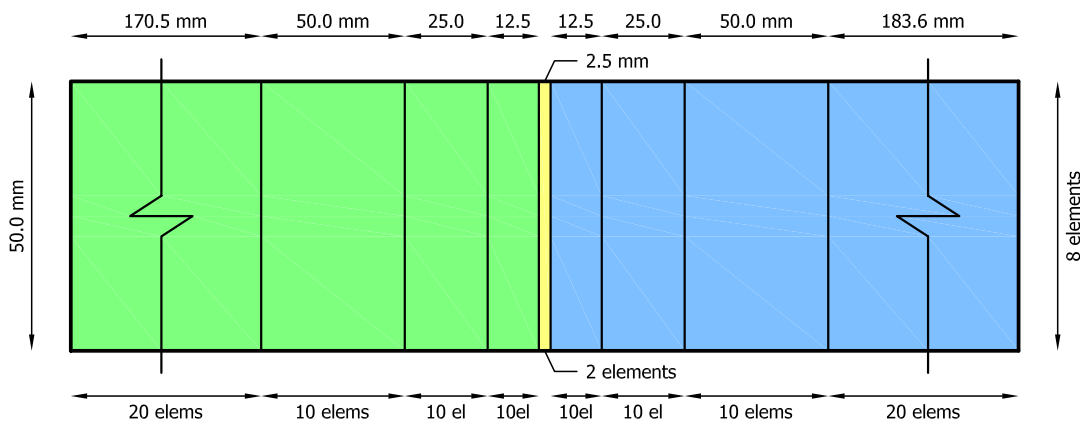 170.5 mm 50.0 mm 25.0 12.5 12.5 25.0 50.0 mm 183.6 mm
2.5 mm
50.0 mm
8 elements
2 elements
20 elems 10 elems 10 el 10el 10el 10 el 10 elems 20 elems